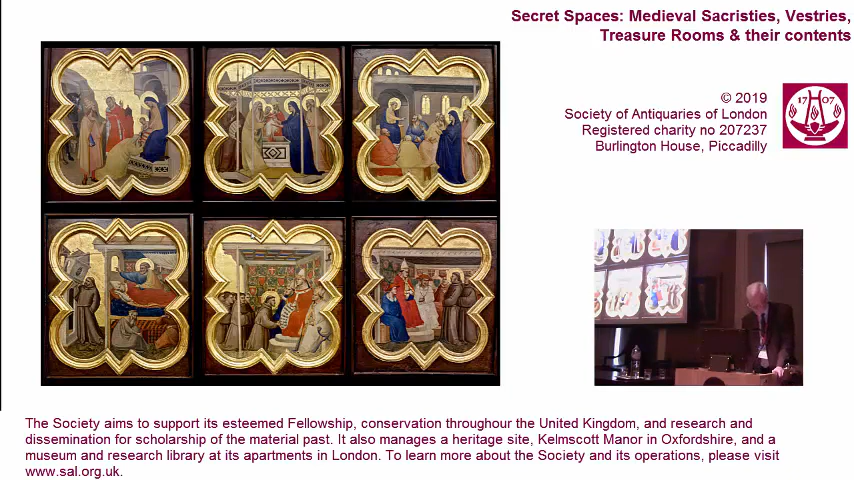 Secret Spaces: Medieval Sacristies, Vestries,
Treasure Rooms & their contents
© 2019
Society of Antiquaries of London
Registered charity no 207237
Burlington House, Piccadilly
17 07
The Society aims to support its esteemed Fellowship, conservation throughour the United Kingdom, and research and
dissemination for scholarship of the material past. It also manages a heritage site, Kelmscott Manor in Oxfordshire, and a
museum and research library at its apartments in London. To learn more about the Society and its operations, please visit
www.sal.org.uk.